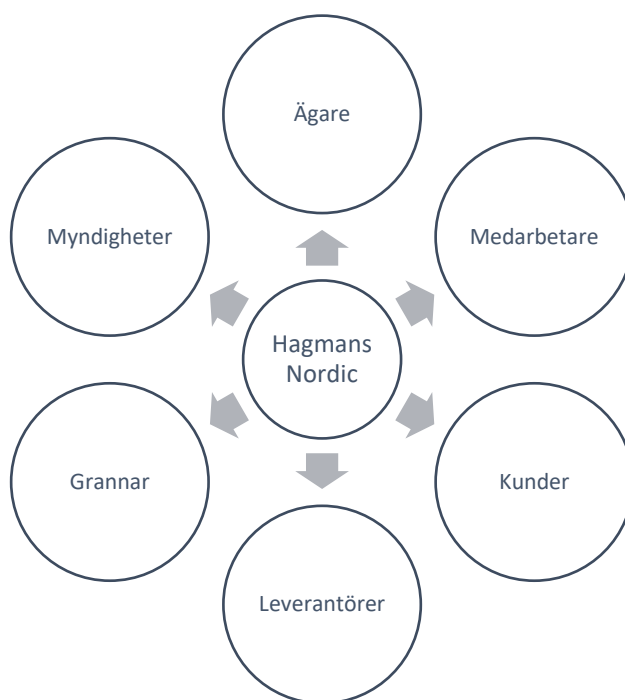 Ägare
Myndigheter
Medarbetare
Hagmans
Nordic
Grannar
Kunder
Leverantörer